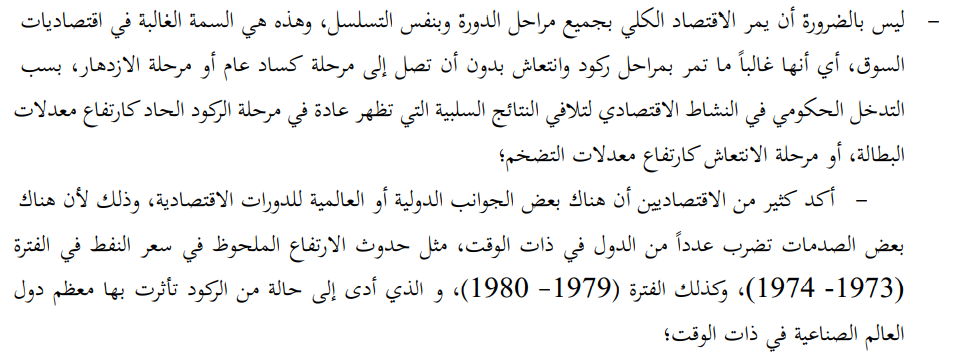 - ليس بالضرورة أن يمر الاقتصاد الكلي بجميع مراحل الدورة وبنفس التسلسل، وهذه هي السمة الغالبة في اقتصاديات
السوق، أي أنها غالباً ما تمر بمراحل ركود وانتعاش بدون أن تصل إلى مرحلة كساد عام أو مرحلة الازدهار، بسب
التدخل الحكومي في النشاط الاقتصادي لتلافي النتائج السلبية التي تظهر عادة في مرحلة الركود الحاد كارتفاع معدلات
البطالة، أو مرحلة الانتعاش كارتفاع معدلات التضخم؛
- أكد كثير من الاقتصاديين أن هناك بعض الجوانب الدولية أو العالمية للدورات الاقتصادية، وذلك لأن هناك
بعض الصدمات تضرب عدداً من الدول في ذات الوقت، مثل حدوث الارتفاع الملحوظ في سعر النفط في الفترة
(1973- 1974)، وكذلك الفترة (1979- 1980)، و الذي أدى إلى حالة من الركود تأثرت بها معظم دول
العالم الصناعية في ذات الوقت؛